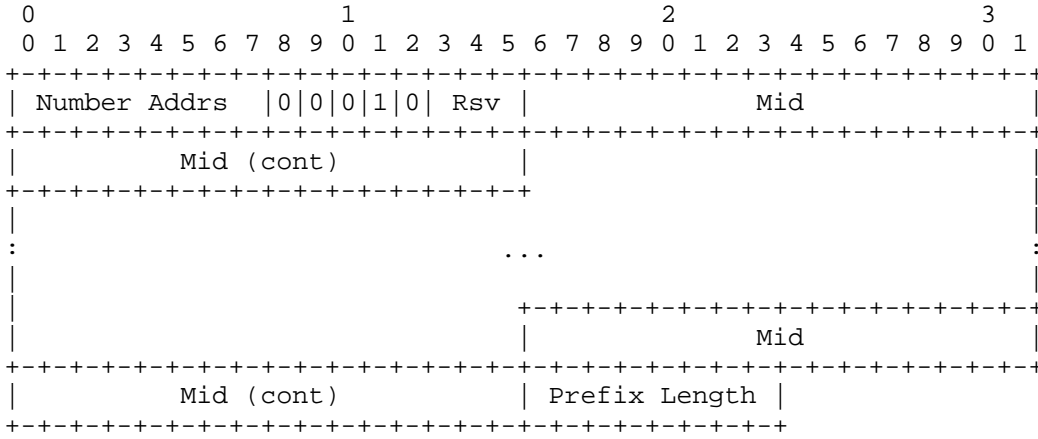 0                   1                   2                   3
0 1 2 3 4 5 6 7 8 9 0 1 2 3 4 5 6 7 8 9 0 1 2 3 4 5 6 7 8 9 0 1
+-+-+-+-+-+-+-+-+-+-+-+-+-+-+-+-+-+-+-+-+-+-+-+-+-+-+-+-+-+-+-+-+
| Number Addrs  |0|0|0|1|0| Rsv |              Mid              |
+-+-+-+-+-+-+-+-+-+-+-+-+-+-+-+-+-+-+-+-+-+-+-+-+-+-+-+-+-+-+-+-+
|          Mid (cont)           |                               |
+-+-+-+-+-+-+-+-+-+-+-+-+-+-+-+-+                               |
|                                                               |
:                              ...                              :
|                                                               |
|                               +-+-+-+-+-+-+-+-+-+-+-+-+-+-+-+-+
|                               |              Mid              |
+-+-+-+-+-+-+-+-+-+-+-+-+-+-+-+-+-+-+-+-+-+-+-+-+-+-+-+-+-+-+-+-+
|          Mid (cont)           | Prefix Length |
+-+-+-+-+-+-+-+-+-+-+-+-+-+-+-+-+-+-+-+-+-+-+-+-+